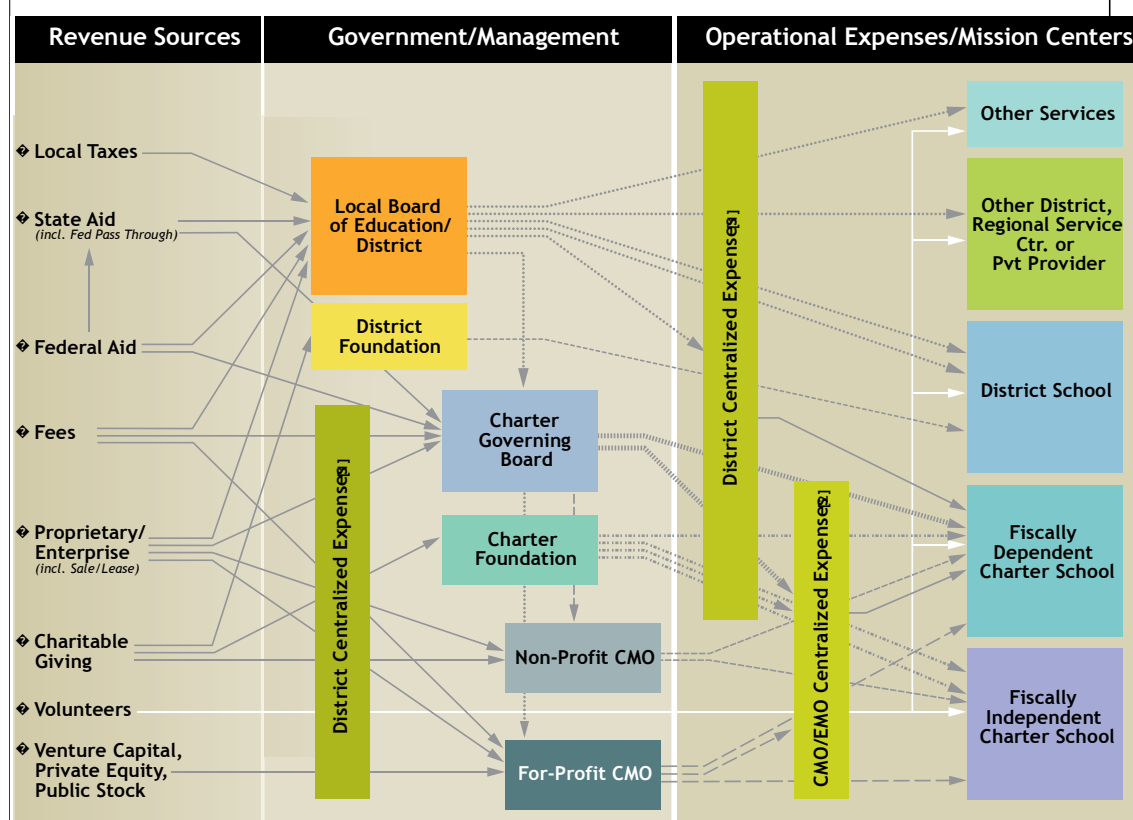 Revenue Sources
Government/Management
Operational Expenses/Mission Centers
� Local Taxes
� State Aid
(incl. Fed Pass Through)
� Federal Aid
� Fees
� Proprietary/
Enterprise
(incl. Sale/Lease)
� Charitable
Giving
� Volunteers
� Venture Capital,
Private Equity,
Public Stock
Local Board
of Education/
District
District
Foundation
District Centralized Expenses
Charter
Governing
Board
Charter
Foundation
Non-Profit CMO
For-Profit CMO
District Centralized Expenses
CMO/EMO Centralized Expenses
Other Services
Other District,
Regional Service
Ctr. or
Pvt Provider
District School
Fiscally
Dependent
Charter School
Fiscally
Independent
Charter School